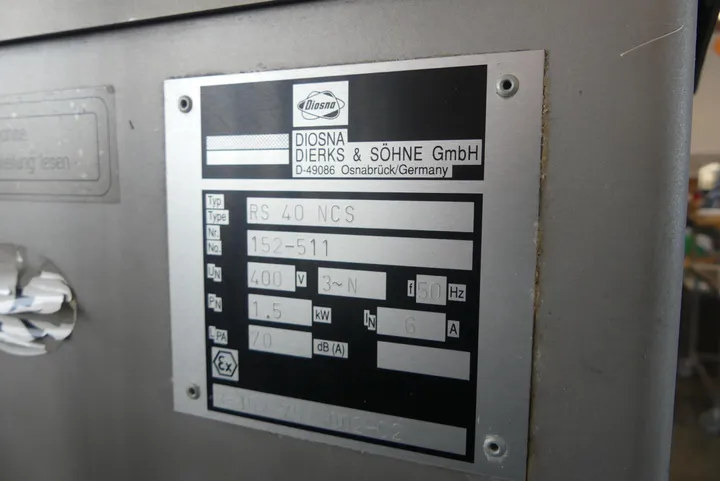 Diosna
DIOSNA
DIERKS & SÖHNE GmbH
D-49086 Osnabrück/Germany
Typ
Type RS 40 NCS
Nr.
No. 152-511
UN 400 V 3~N f 50 Hz
PN 1.5 kW IN 6 A
LPA 70 dB (A)
Ex
lesen